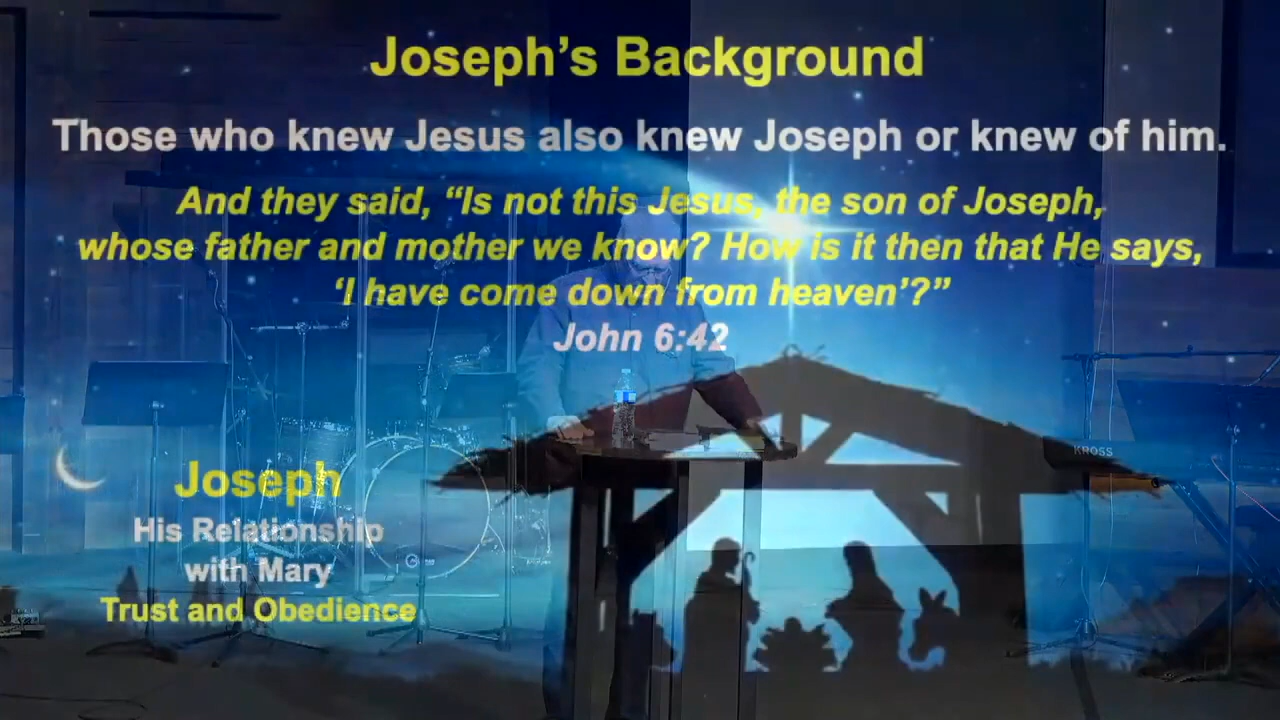 Joseph’s Background
Those who knew Jesus also knew Joseph or knew of him.
And they said, “Is not this Jesus, the son of Joseph,
whose father and mother we know? How is it then that He says,
‘I have come down from heaven’?”
John 6:42
KROSS
Joseph
His Relationship
with Mary
Trust and Obedience